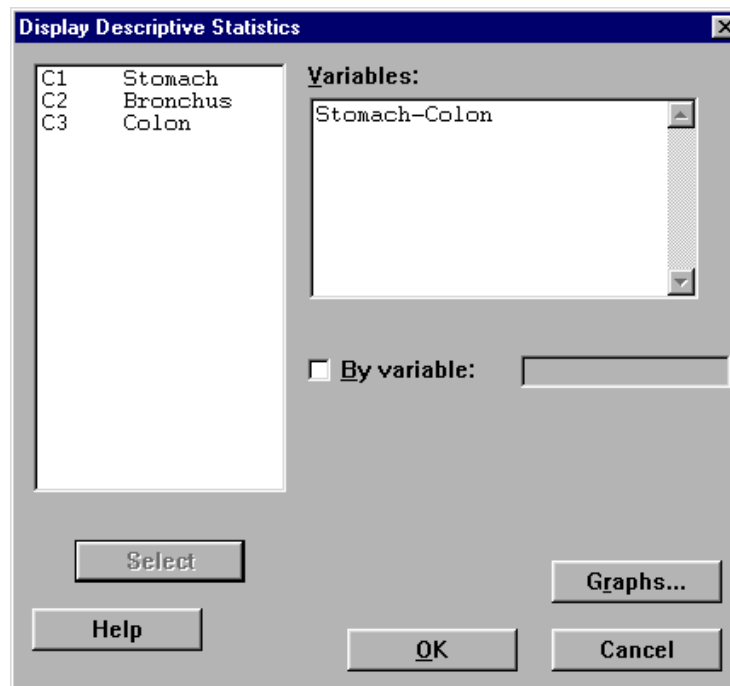 Display Descriptive Statistics
C1 Stomach
C2 Bronchus
C3 Colon
Variables:
Stomach-Colon
By variable:
Select
Graphs...
Help
OK
Cancel